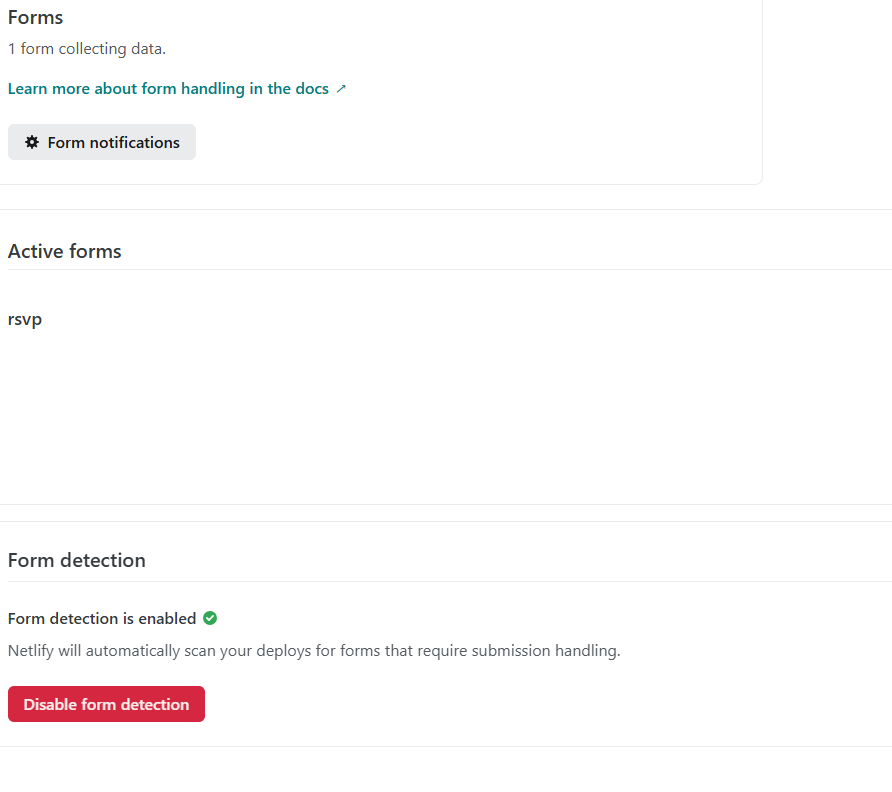 Forms
1 form collecting data.
Learn more about form handling in the docs ↗
Form notifications
Active forms
rsvp
Form detection
Form detection is enabled
Netlify will automatically scan your deploys for forms that require submission handling.
Disable form detection